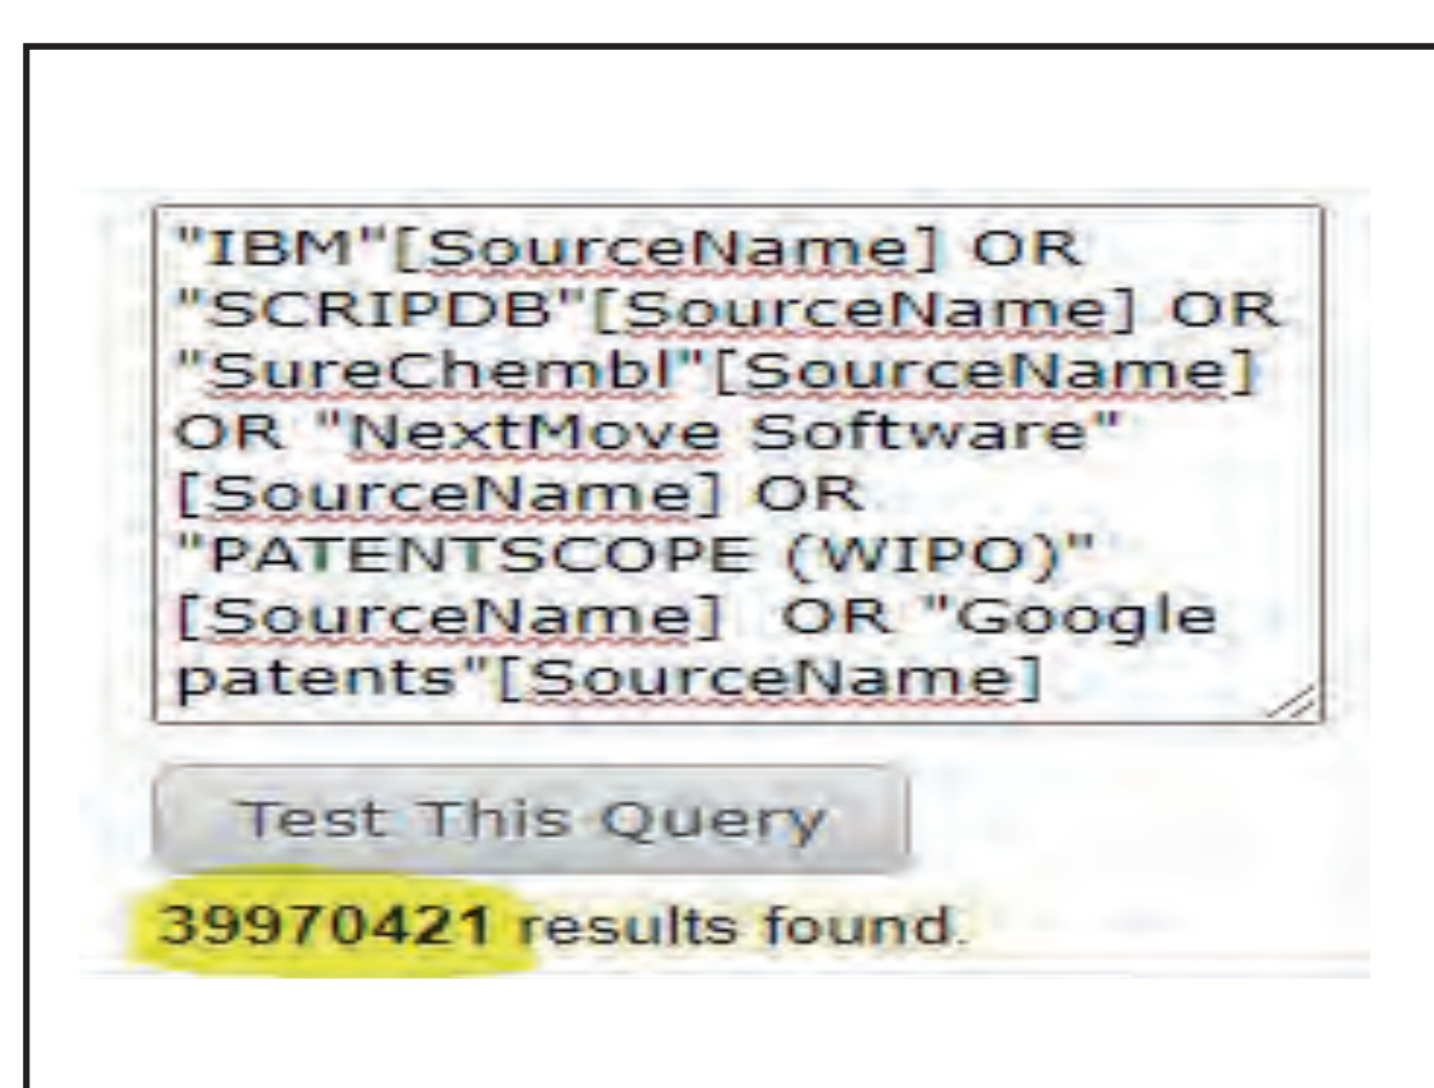 "IBM"[SourceName] OR
"SCRIPDB"[SourceName] OR
"SureChembl"[SourceName]
OR "NextMove Software"
[SourceName] OR
"PATENTSCOPE (WIPO)"
[SourceName]  OR "Google
patents"[SourceName]
Test This Query
39970421 results found.